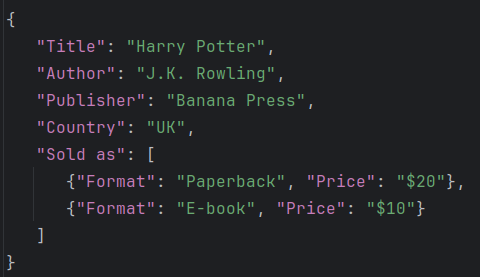 {
   "Title": "Harry Potter",
   "Author": "J.K. Rowling",
   "Publisher": "Banana Press",
   "Country": "UK",
   "Sold as": [
      {"Format": "Paperback", "Price": "$20"},
      {"Format": "E-book", "Price": "$10"}
   ]
}